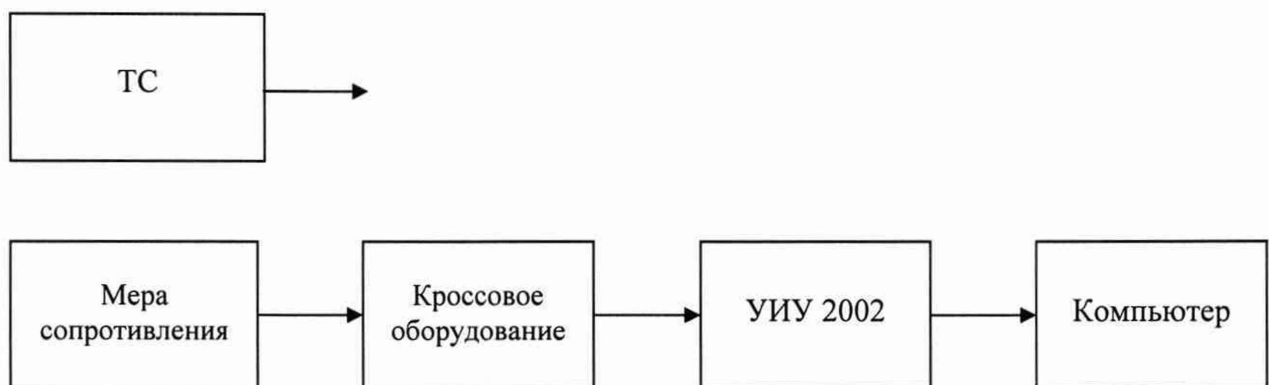 ТС
Мера
сопротивления
Кроссовое
оборудование
УИУ 2002
Компьютер